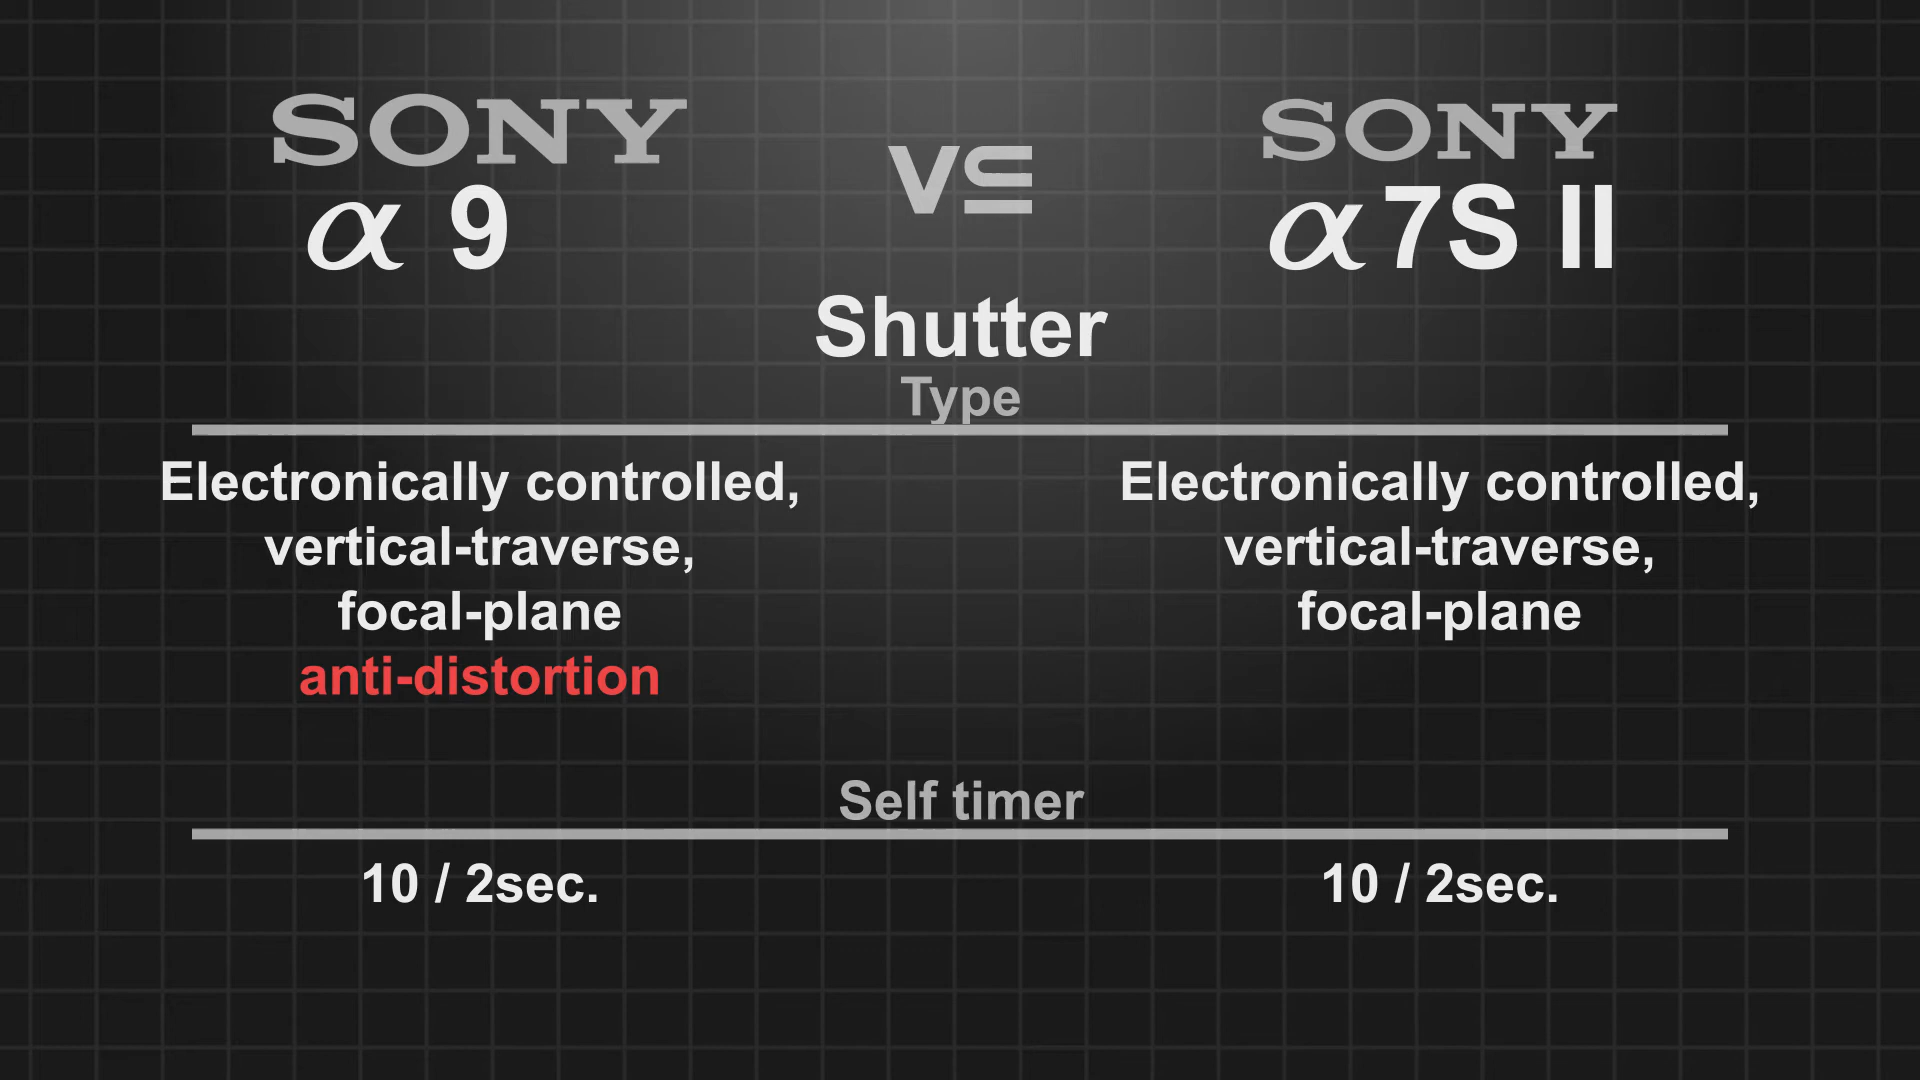 SONY VS SONY
α 9 α7S II
Shutter
Type
Electronically controlled,
vertical-traverse,
focal-plane
anti-distortion
Electronically controlled,
vertical-traverse,
focal-plane
Self timer
10 / 2sec.
10 / 2sec.